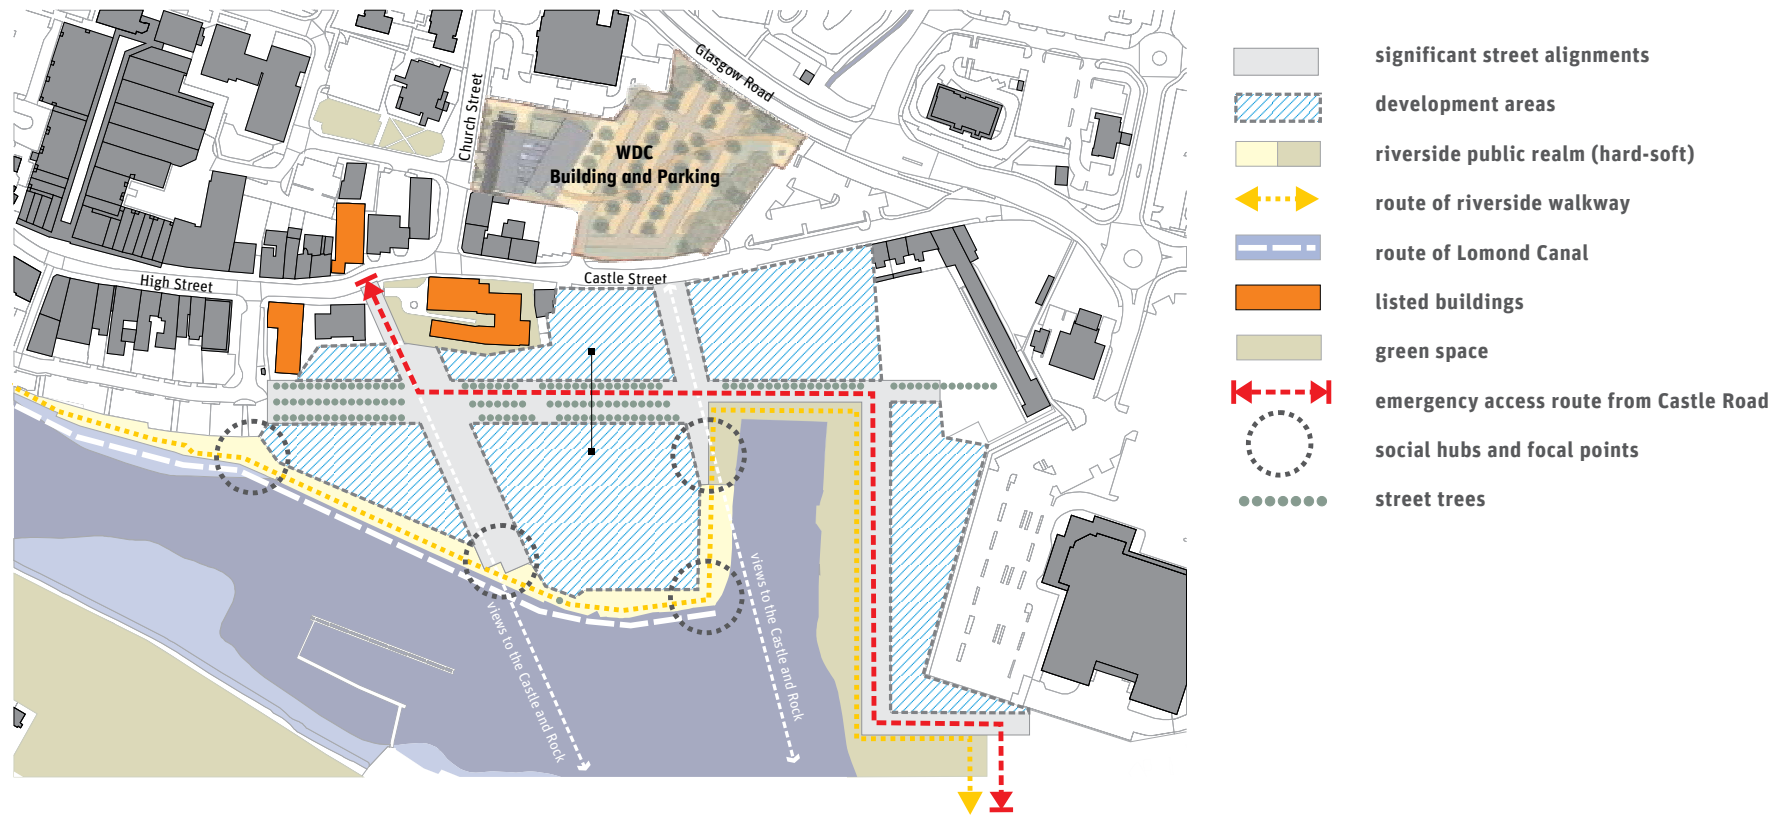 Glasgow Road
Church Street
WDC
Building and Parking
Castle Street
High Street
views to the Castle and Rock
views to the Castle and Rock
significant street alignments
development areas
riverside public realm (hard-soft)
route of riverside walkway
route of Lomond Canal
listed buildings
green space
emergency access route from Castle Road
social hubs and focal points
street trees